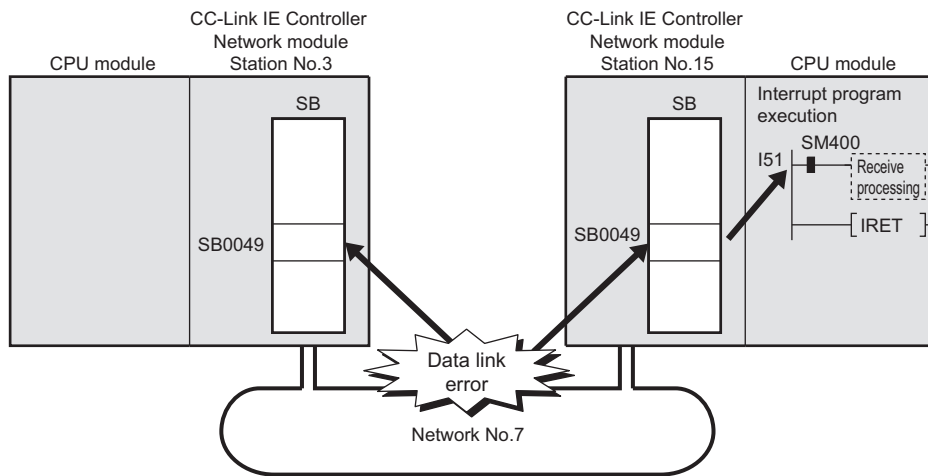 CC-Link IE Controller
Network module
Station No.3
CPU module
SB
SB0049
CC-Link IE Controller
Network module
Station No.15
CPU module
SB
SB0049
Interrupt program
execution
SM400
I51
Receive
processing
IRET
Data link
error
Network No.7